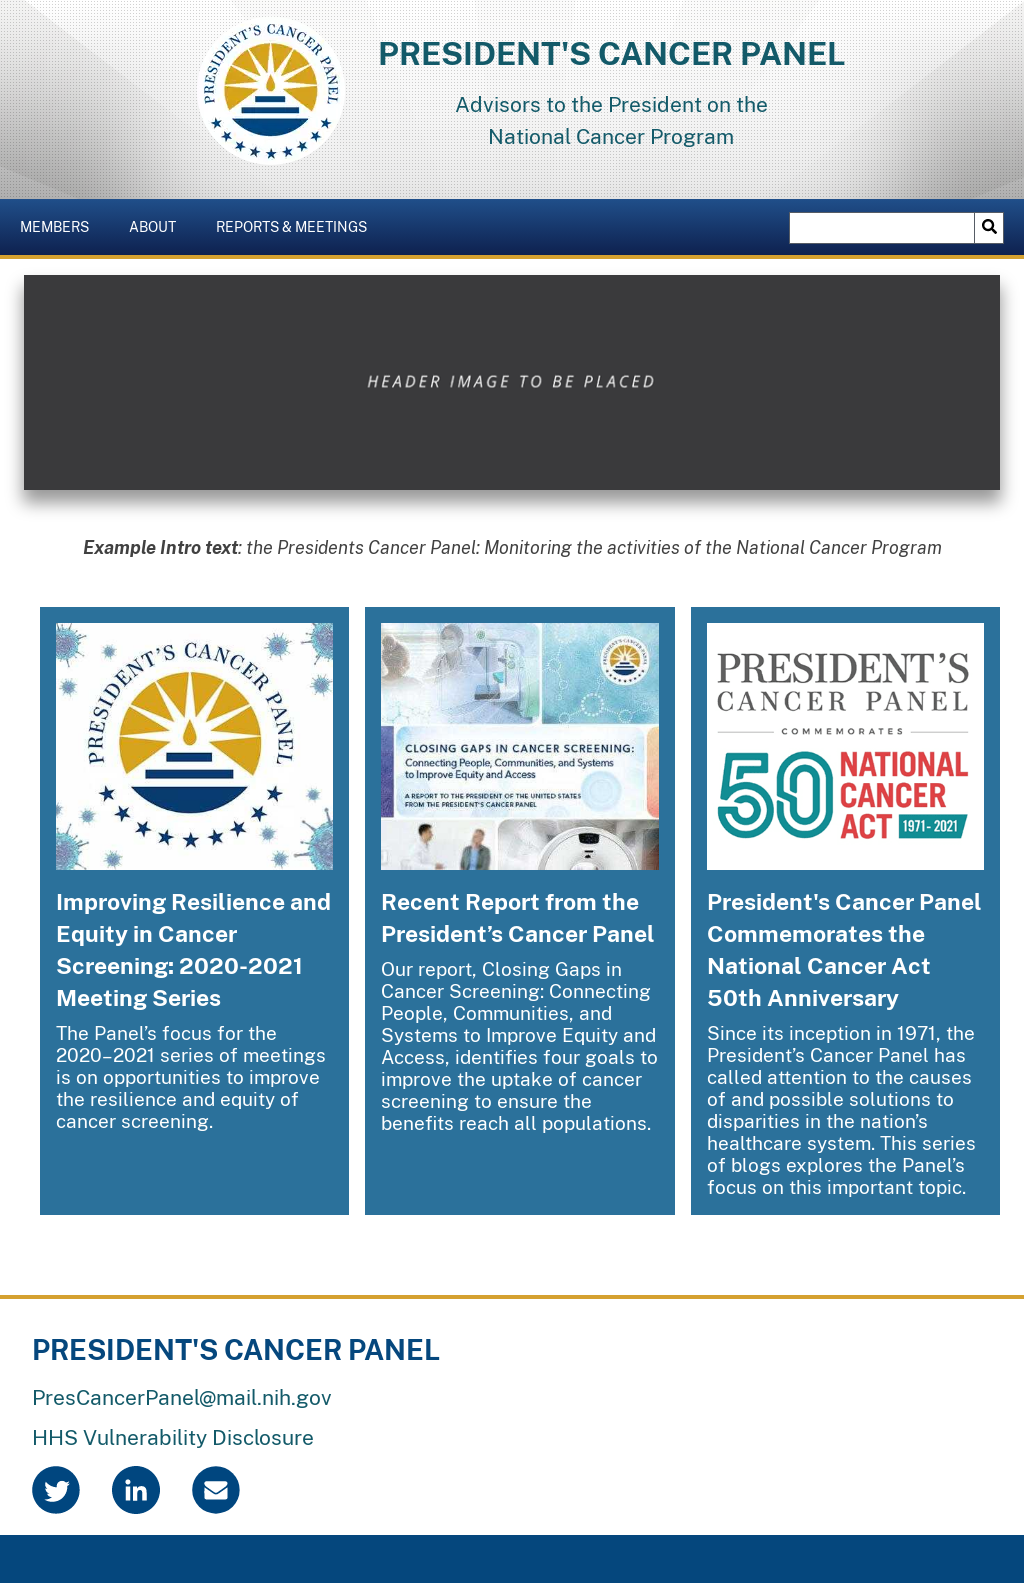 PRESIDENT'S CANCER PANEL
PRESIDENT'S CANCER PANEL
Advisors to the President on the
National Cancer Program
MEMBERS
ABOUT
REPORTS & MEETINGS
HEADER IMAGE TO BE PLACED
Example Intro text: the Presidents Cancer Panel: Monitoring the activities of the National Cancer Program
PRESIDENT'S CANCER PANEL
Improving Resilience and
Equity in Cancer
Screening: 2020-2021
Meeting Series
The Panel’s focus for the
2020–2021 series of meetings
is on opportunities to improve
the resilience and equity of
cancer screening.
PRESIDENT'S CANCER PANEL
CLOSING GAPS IN CANCER SCREENING:
Connecting People, Communities, and Systems
to Improve Equity and Access
A REPORT TO THE PRESIDENT OF THE UNITED STATES
FROM THE PRESIDENT'S CANCER PANEL
Recent Report from the
President’s Cancer Panel
Our report, Closing Gaps in
Cancer Screening: Connecting
People, Communities, and
Systems to Improve Equity and
Access, identifies four goals to
improve the uptake of cancer
screening to ensure the
benefits reach all populations.
PRESIDENT'S
CANCER PANEL
COMMEMORATES
50 NATIONAL
CANCER
ACT 1971-2021
President's Cancer Panel
Commemorates the
National Cancer Act
50th Anniversary
Since its inception in 1971, the
President’s Cancer Panel has
called attention to the causes
of and possible solutions to
disparities in the nation’s
healthcare system. This series
of blogs explores the Panel’s
focus on this important topic.
PRESIDENT'S CANCER PANEL
PresCancerPanel@mail.nih.gov
HHS Vulnerability Disclosure
in